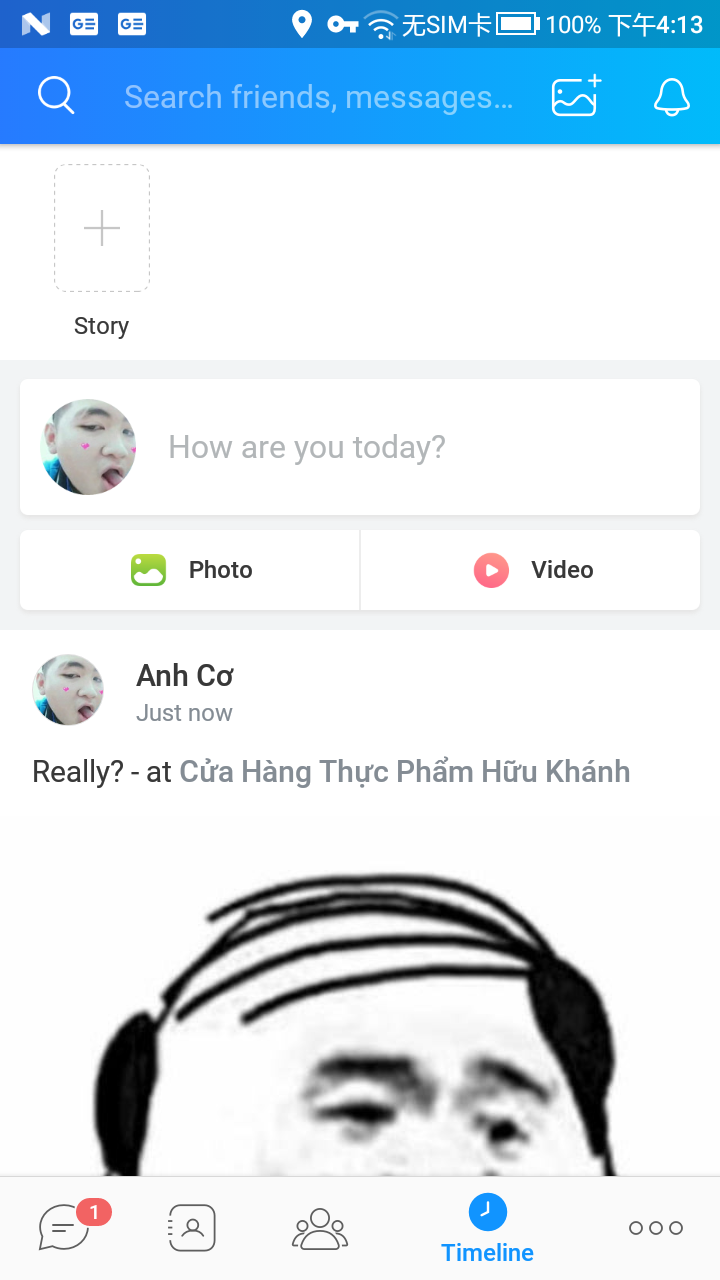 无SIM卡 100% 下午4:13
Search friends, messages...
Story
How are you today?
Photo
Video
Anh Cơ
Just now
Really? - at Cửa Hàng Thực Phẩm Hữu Khánh
1
Timeline